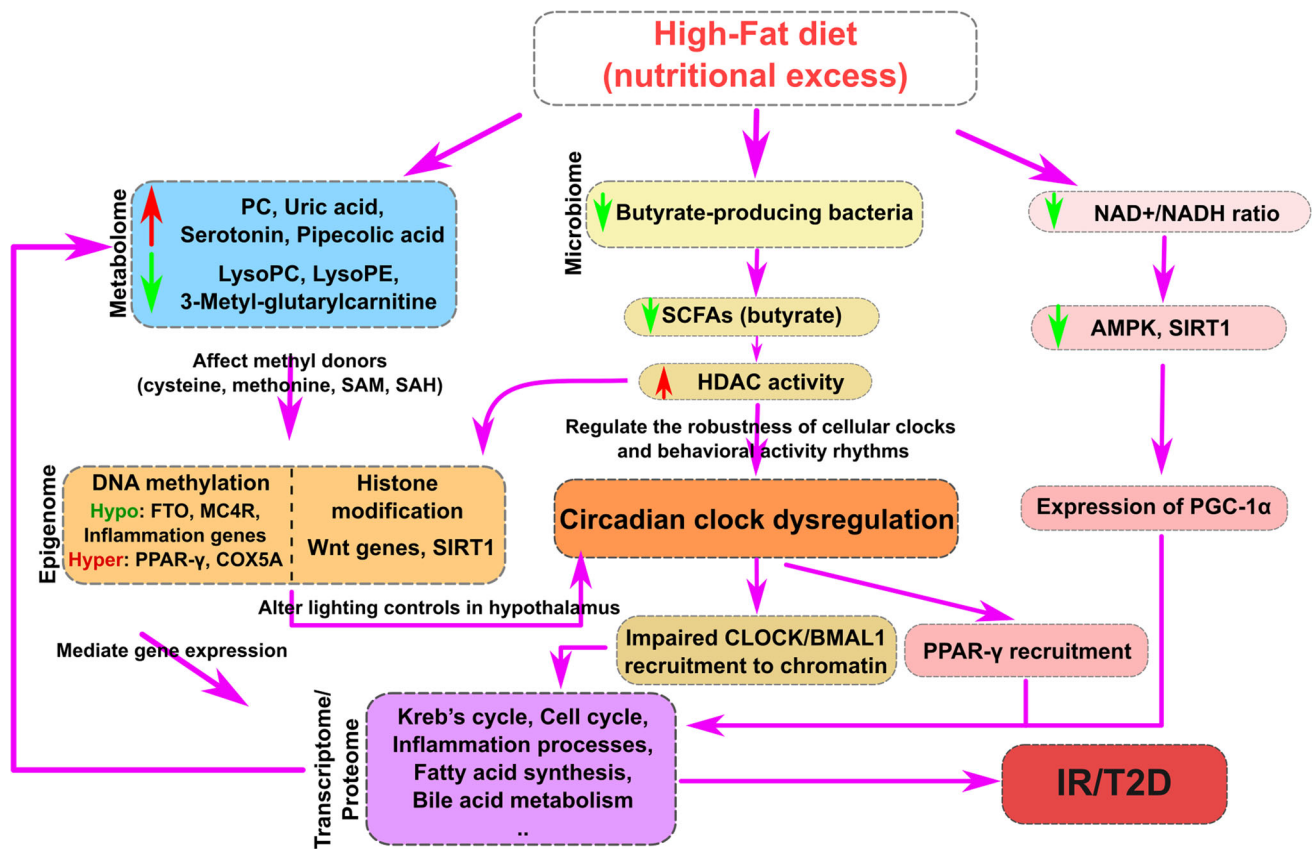 High-Fat diet
(nutritional excess)
Metabolome
PC, Uric acid,
Serotonin, Pipecolic acid
LysoPC, LysoPE,
3-Metyl-glutarylcarnitine
Microbiome
Butyrate-producing bacteria
NAD+/NADH ratio
SCFAs (butyrate)
AMPK, SIRT1
HDAC activity
Affect methyl donors
(cysteine, methonine, SAM, SAH)
Regulate the robustness of cellular clocks
and behavioral activity rhythms
Epigenome
DNA methylation
Hypo: FTO, MC4R,
Inflammation genes
Hyper: PPAR-γ, COX5A
Histone
modification
Wnt genes, SIRT1
Circadian clock dysregulation
Expression of PGC-1α
Alter lighting controls in hypothalamus
Mediate gene expression
Impaired CLOCK/BMAL1
recruitment to chromatin
PPAR-γ recruitment
Transcriptome/
Proteome
Kreb's cycle, Cell cycle,
Inflammation processes,
Fatty acid synthesis,
Bile acid metabolism
..
IR/T2D